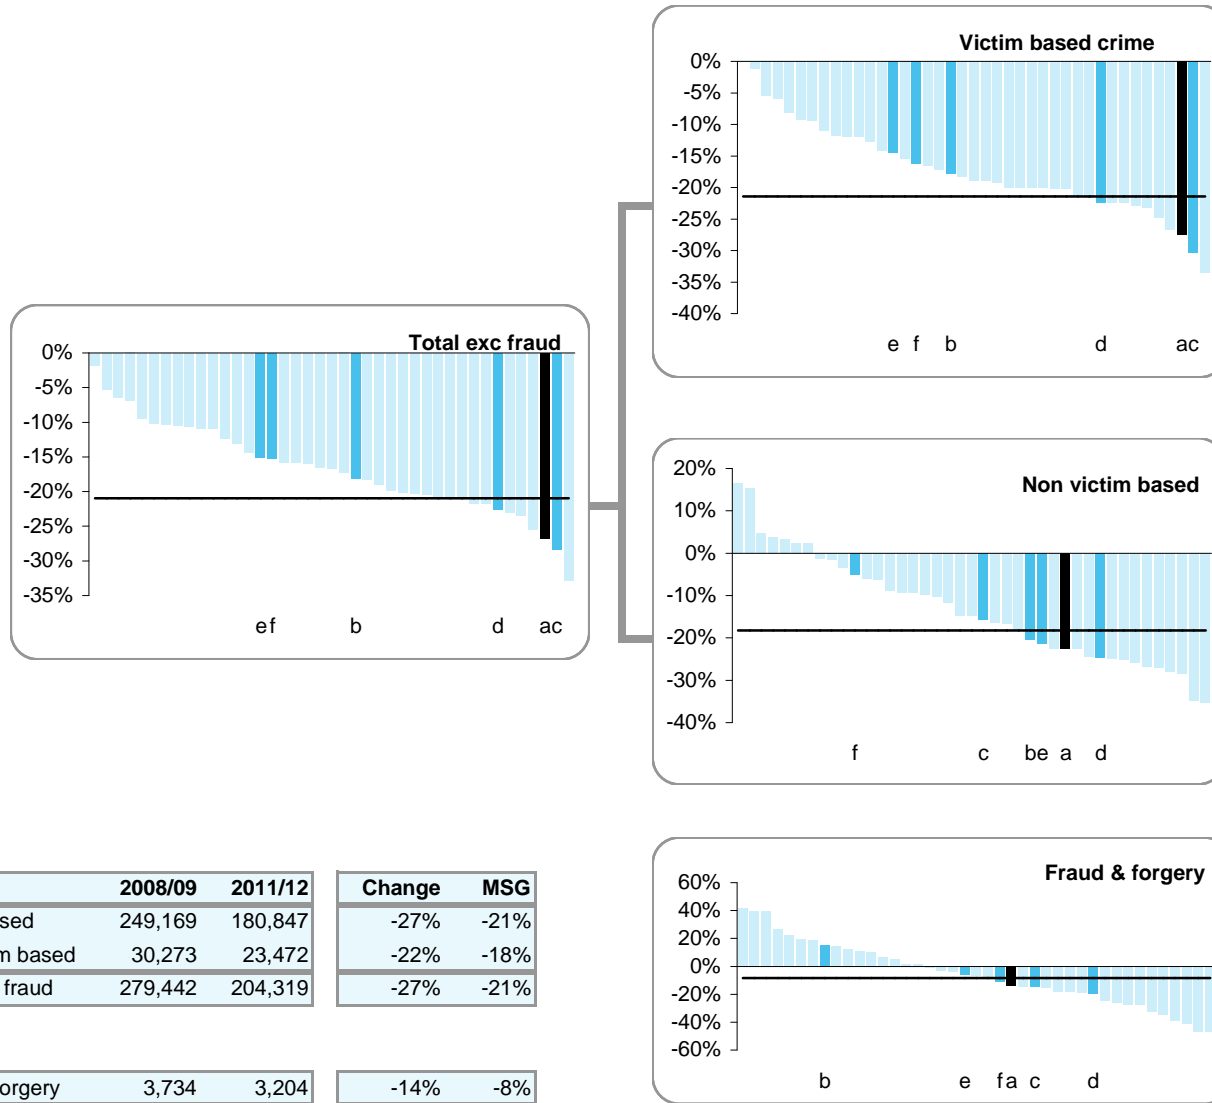 Victim based crime
0%
-5%
-10%
-15%
-20%
-25%
-30%
-35%
-40%
e f b d ac
Total exc fraud
0%
-5%
-10%
-15%
-20%
-25%
-30%
-35%
ef b d ac
Non victim based
20%
10%
0%
-10%
-20%
-30%
-40%
f c be a d
2008/09 2011/12 Change MSG
sed 249,169 180,847 -27% -21%
m based 30,273 23,472 -22% -18%
fraud 279,442 204,319 -27% -21%
orgery 3,734 3,204 -14% -8%
Fraud & forgery
60%
40%
20%
0%
-20%
-40%
-60%
b e fa c d